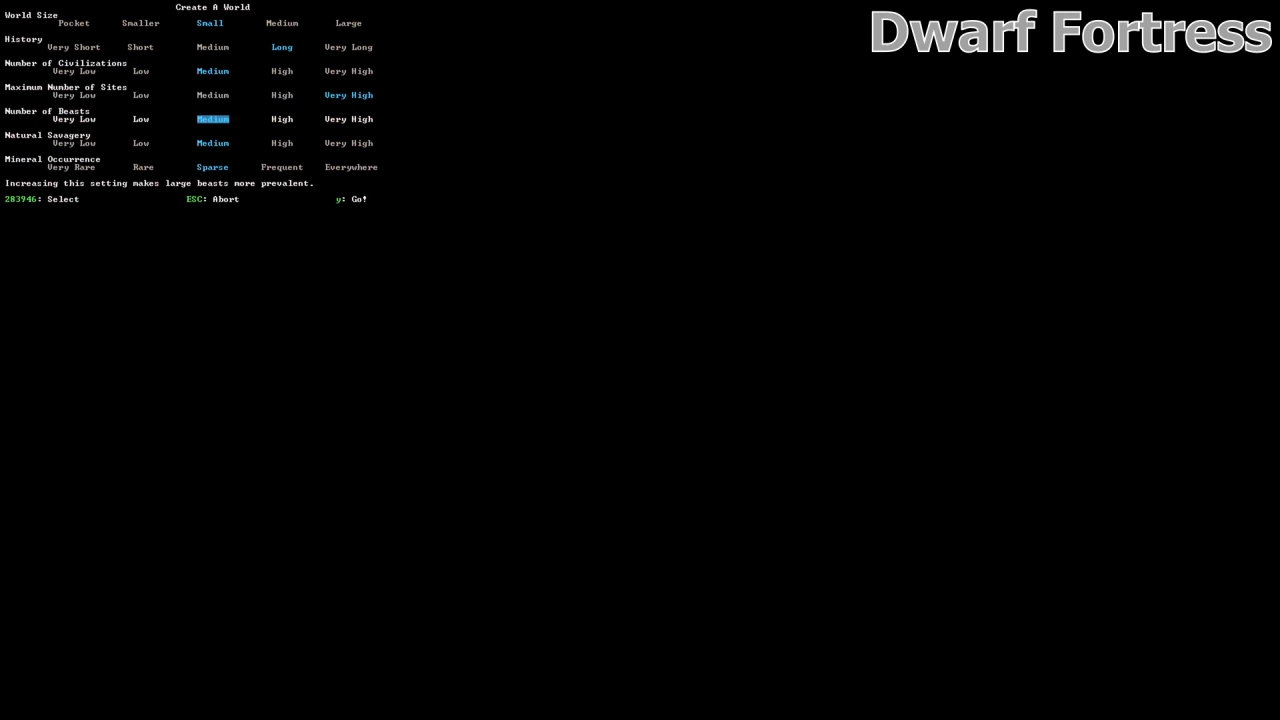 Create A World
Dwarf Fortress
World Size
Pocket Smaller Small Medium Large
History
Very Short Short Medium Long Very Long
Number of Civilizations
Very Low Low Medium High Very High
Maximum Number of Sites
Very Low Low Medium High Very High
Number of Beasts
Very Low Low Medium High Very High
Natural Savagery
Very Low Low Medium High Very High
Mineral Occurrence
Very Rare Rare Sparse Frequent Everywhere
Increasing this setting makes large beasts more prevalent.
283946: Select ESC: Abort y: Go!